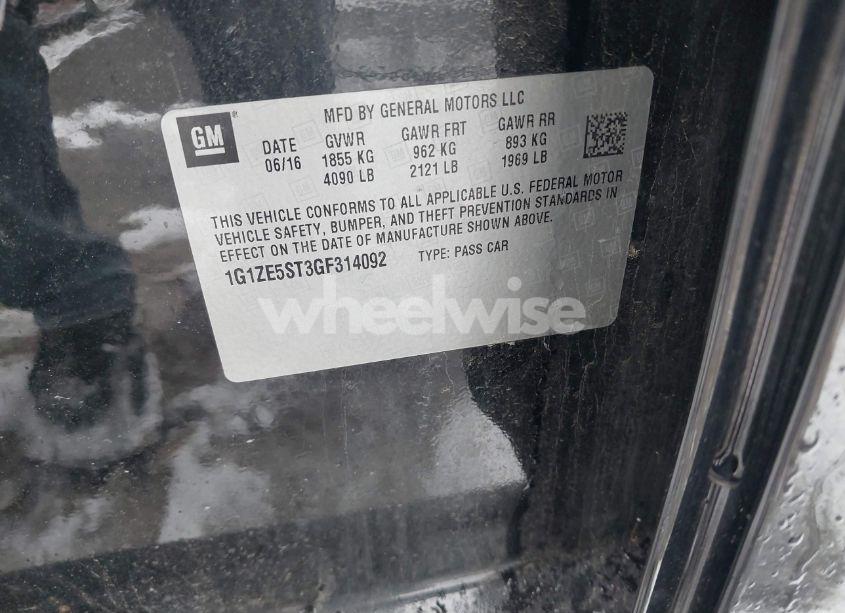 MFD BY GENERAL MOTORS LLC
GM
DATE GVWR GAWR FRT GAWR RR
06/16 1855 KG 962 KG 893 KG
4090 LB 2121 LB 1969 LB
THIS VEHICLE CONFORMS TO ALL APPLICABLE U.S. FEDERAL MOTOR
VEHICLE SAFETY, BUMPER, AND THEFT PREVENTION STANDARDS IN
EFFECT ON THE DATE OF MANUFACTURE SHOWN ABOVE.
1G1ZE5ST3GF314092 TYPE: PASS CAR
wheelwise